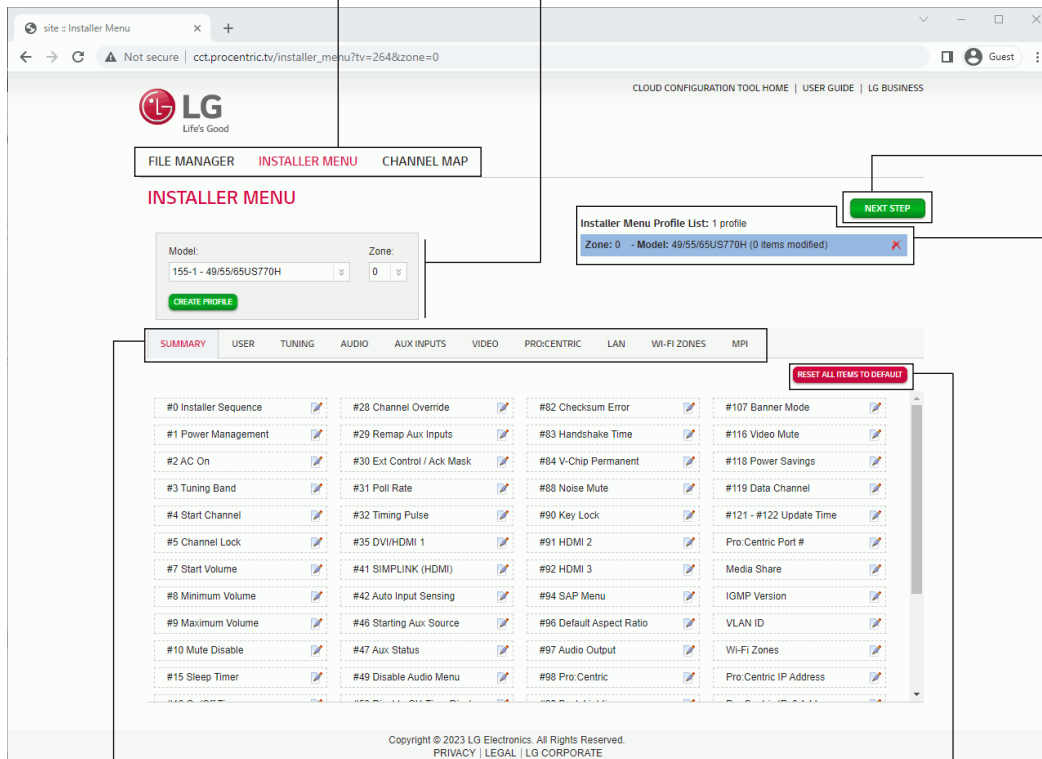 site :: Installer Menu
Not secure | cct.procentric.tv/installer_menu?tv=264&izone=0
Guest
CLOUD CONFIGURATION TOOL HOME | USER GUIDE | LG BUSINESS
LG
Life's Good
FILE MANAGER INSTALLER MENU CHANNEL MAP
INSTALLER MENU
NEXT STEP
Installer Menu Profile List: 1 profile
Zone: 0 - Model: 49/55/65US770H (0 items modified)
Model: Zone:
155-1 - 49/55/65US770H 0
CREATE PROFILE
SUMMARY USER TUNING AUDIO AUX INPUTS VIDEO PRO:CENTRIC LAN WI-FI ZONES MPI
RESET ALL ITEMS TO DEFAULT
#0 Installer Sequence #28 Channel Override #82 Checksum Error #107 Banner Mode
#1 Power Management #29 Remap Aux Inputs #83 Handshake Time #116 Video Mute
#2 AC On #30 Ext Control / Ack Mask #84 V-Chip Permanent #118 Power Savings
#3 Tuning Band #31 Poll Rate #88 Noise Mute #119 Data Channel
#4 Start Channel #32 Timing Pulse #90 Key Lock #121 - #122 Update Time
#5 Channel Lock #35 DVI/HDMI 1 #91 HDMI 2 Pro:Centric Port #
#7 Start Volume #41 SIMPLINK (HDMI) #92 HDMI 3 Media Share
#8 Minimum Volume #42 Auto Input Sensing #94 SAP Menu IGMP Version
#9 Maximum Volume #46 Starting Aux Source #96 Default Aspect Ratio VLAN ID
#10 Mute Disable #47 Aux Status #97 Audio Output Wi-Fi Zones
#15 Sleep Timer #49 Disable Audio Menu #98 Pro:Centric Pro:Centric IP Address
Copyright © 2023 LG Electronics. All Rights Reserved.
PRIVACY | LEGAL | LG CORPORATE